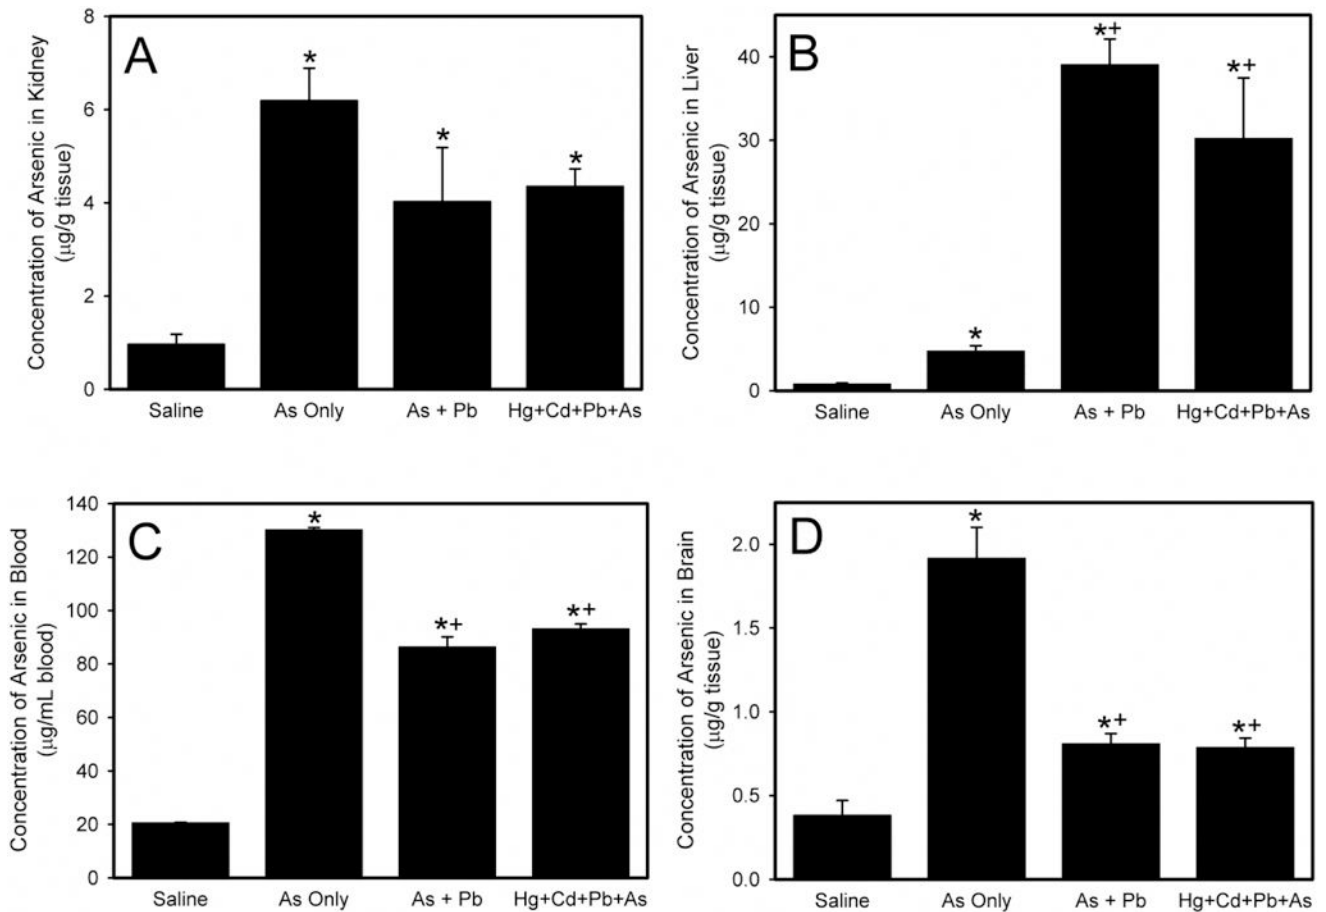 A
Concentration of Arsenic in Kidney
(µg/g tissue)
8
6
4
2
0
*
*
*
Saline As Only As + Pb Hg+Cd+Pb+As
B
Concentration of Arsenic in Liver
(µg/g tissue)
40
30
20
10
0
*
*+
*+
Saline As Only As + Pb Hg+Cd+Pb+As
C
Concentration of Arsenic in Blood
(µg/mL blood)
140
120
100
80
60
40
20
0
*
*+
*+
Saline As Only As + Pb Hg+Cd+Pb+As
D
Concentration of Arsenic in Brain
(µg/g tissue)
2.0
1.5
1.0
0.5
0.0
*
*+
*+
Saline As Only As + Pb Hg+Cd+Pb+As